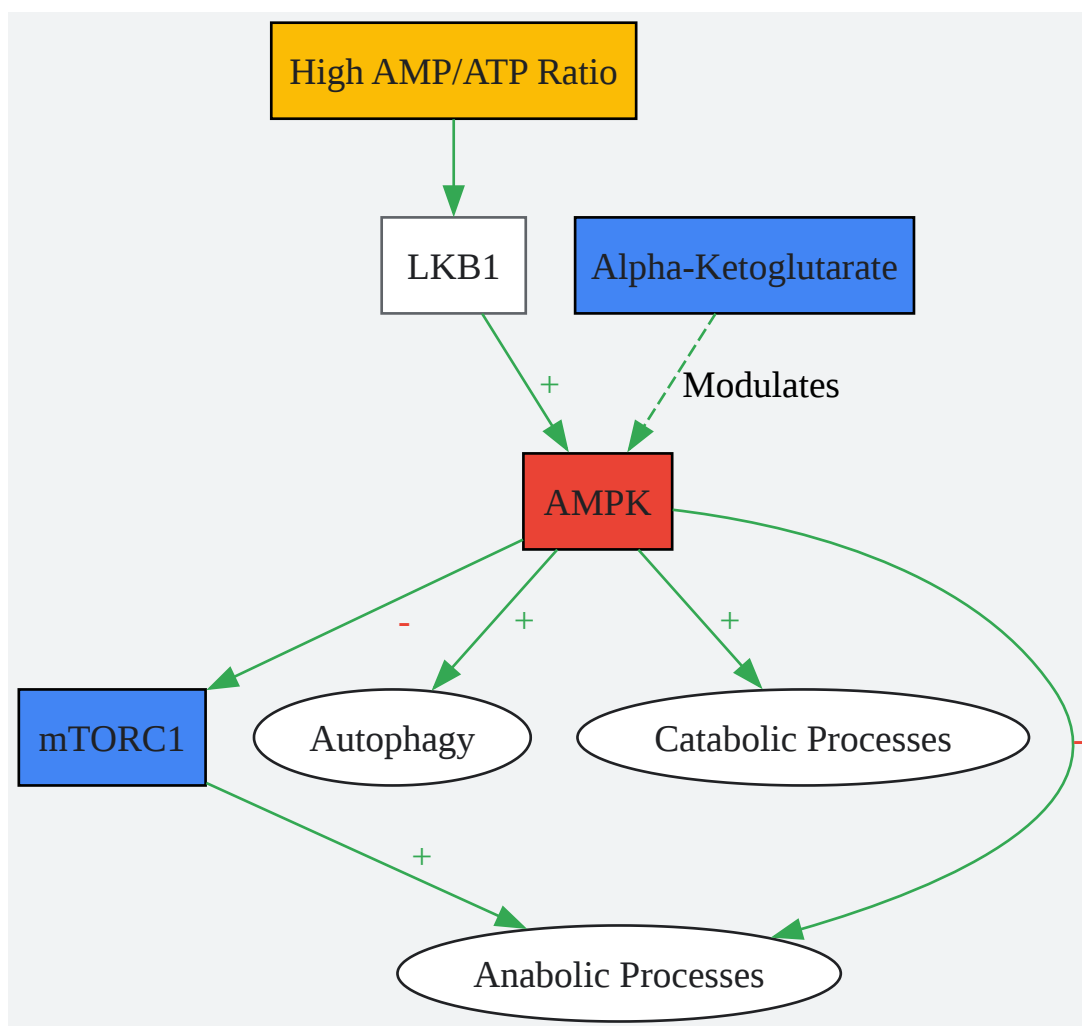 High AMP/ATP Ratio
LKB1
Alpha-Ketoglutarate
+
Modulates
AMPK
-
+
+
mTORC1
Autophagy
Catabolic Processes
-
+
Anabolic Processes